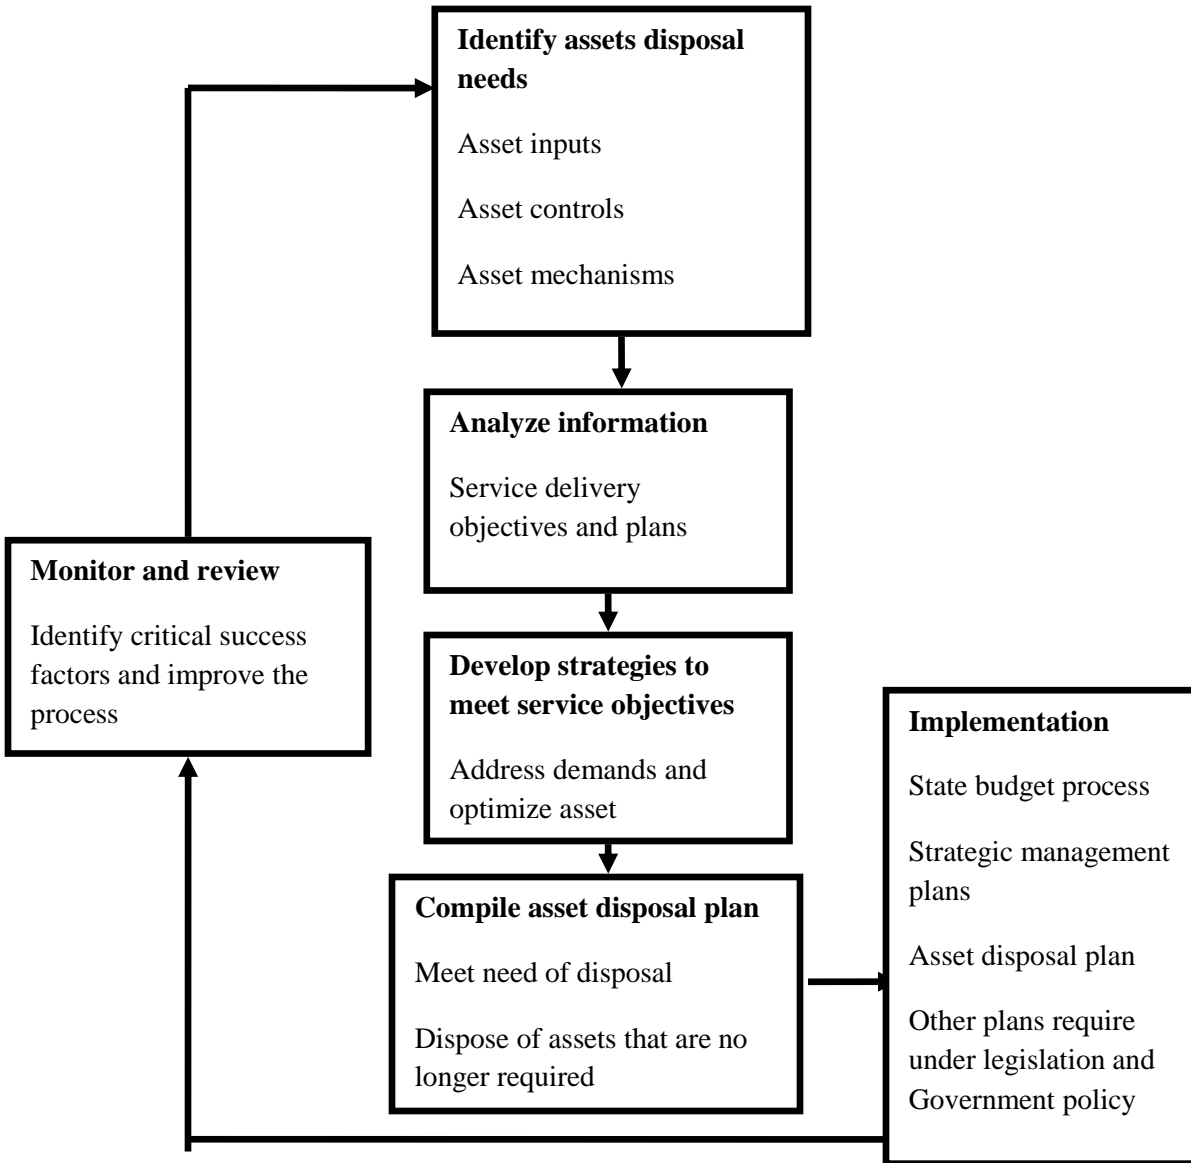 Identify assets disposal
needs
Asset inputs
Asset controls
Asset mechanisms
Analyze information
Service delivery
objectives and plans
Monitor and review
Identify critical success
factors and improve the
process
Develop strategies to
meet service objectives
Address demands and
optimize asset
Compile asset disposal plan
Meet need of disposal
Dispose of assets that are no
longer required
Implementation
State budget process
Strategic management
plans
Asset disposal plan
Other plans require
under legislation and
Government policy